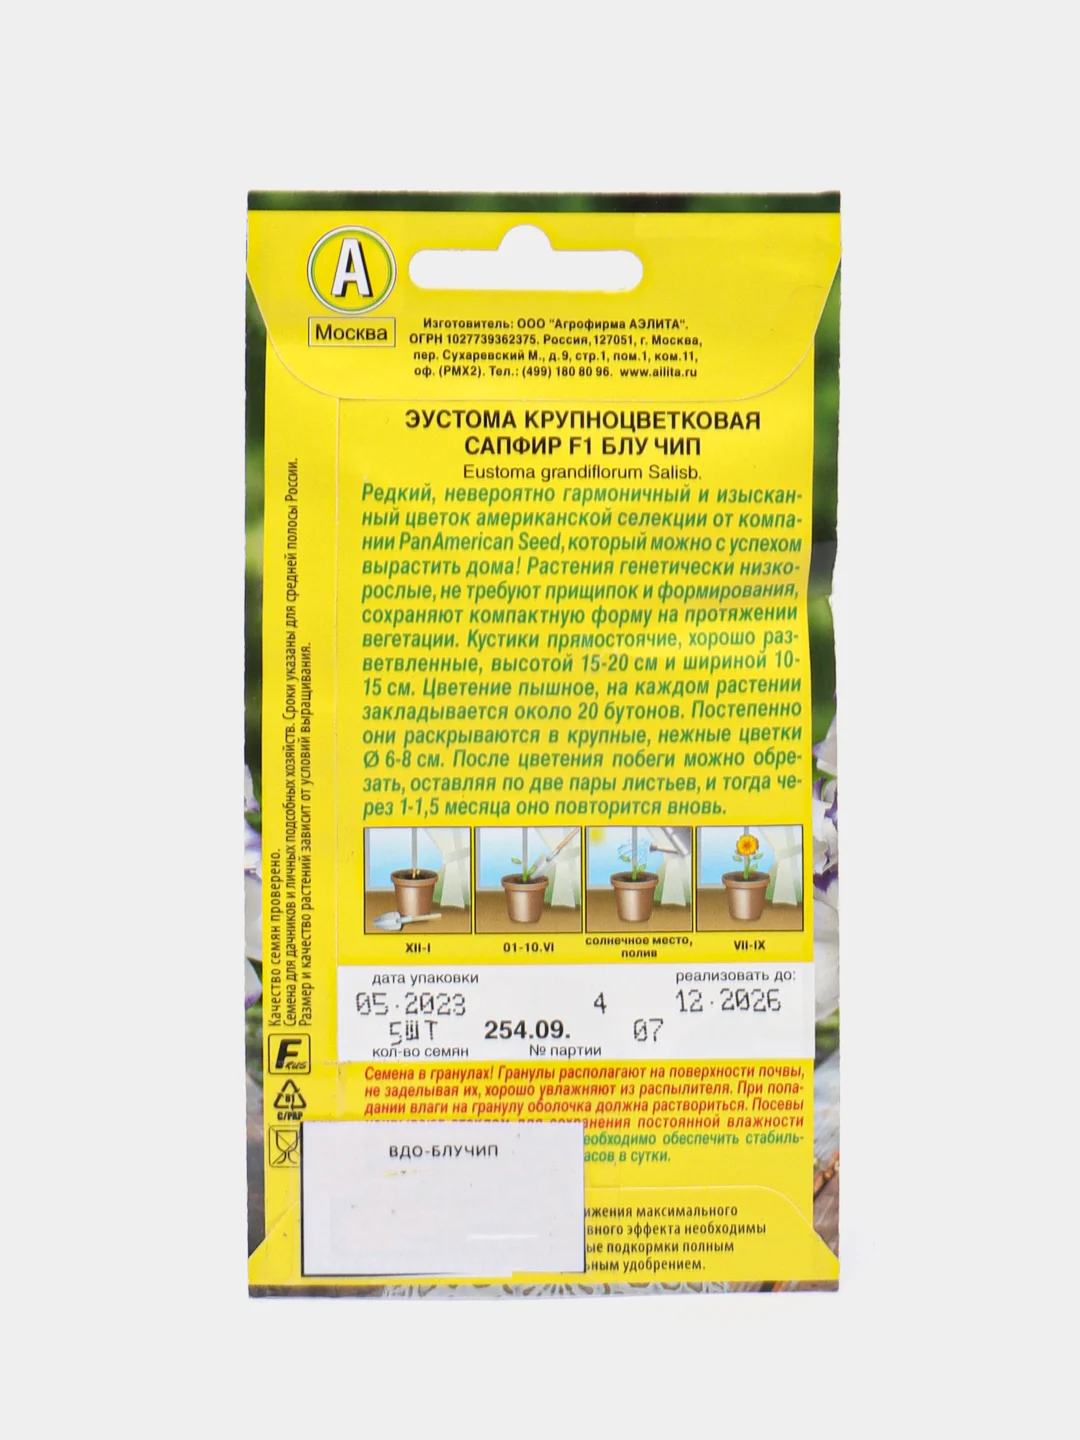 А
Москва
Изготовитель: ООО "Агрофирма АЭЛИТА".
ОГРН 1027739362375. Россия,127051, г. Москва,
пер. Сухаревский М., д.9, стр.1, пом.1, ком.11,
оф. (РМХ2). Тел.: (499) 180 80 96. www.ailita.ru
ЭУСТОМА КРУПНОЦВЕТКОВАЯ
САПФИР F1 БЛУ ЧИП
Eustoma grandiflorum Salisb.
Редкий, невероятно гармоничный и изыскан-
ный цветок американской селекции от компа-
нии PanAmerican Seed, который можно с успехом
вырастить дома! Растения генетически низко-
рослые, не требуют прищипок и формирования,
сохраняют компактную форму на протяжении
вегетации. Кустики прямостоячие, хорошо раз-
ветвленные, высотой 15-20 см и шириной 10-
15 см. Цветение пышное, на каждом растении
закладывается около 20 бутонов. Постепенно
они раскрываются в крупные, нежные цветки
Ø 6-8 см. После цветения побеги можно обре-
зать, оставляя по две пары листьев, и тогда че-
рез 1-1,5 месяца оно повторится вновь.
XII-I
01-10.VI
солнечное место,
полив
VII-IX
дата упаковки
реализовать до:
05.2023
4
12.2026
5ШТ
254.09.
07
кол-во семян
№ партии
Семена в гранулах! Гранулы располагают на поверхности почвы,
не заделывая их, хорошо увлажняют из распылителя. При попа-
дании влаги на гранулу оболочка должна раствориться. Посевы
постоянной влажности
необходимо обеспечить стабиль-
асов в сутки.
ижения максимального
вного эффекта необходимы
ые подкормки полным
ьным удобрением.
ВДО-БЛУЧИП
Качество семян проверено.
Семена для дачников и личных подсобных хозяйств. Сроки указаны для средней полосы России.
Размер и качество растений зависит от условий выращивания.
F RUS
81
C/PAP